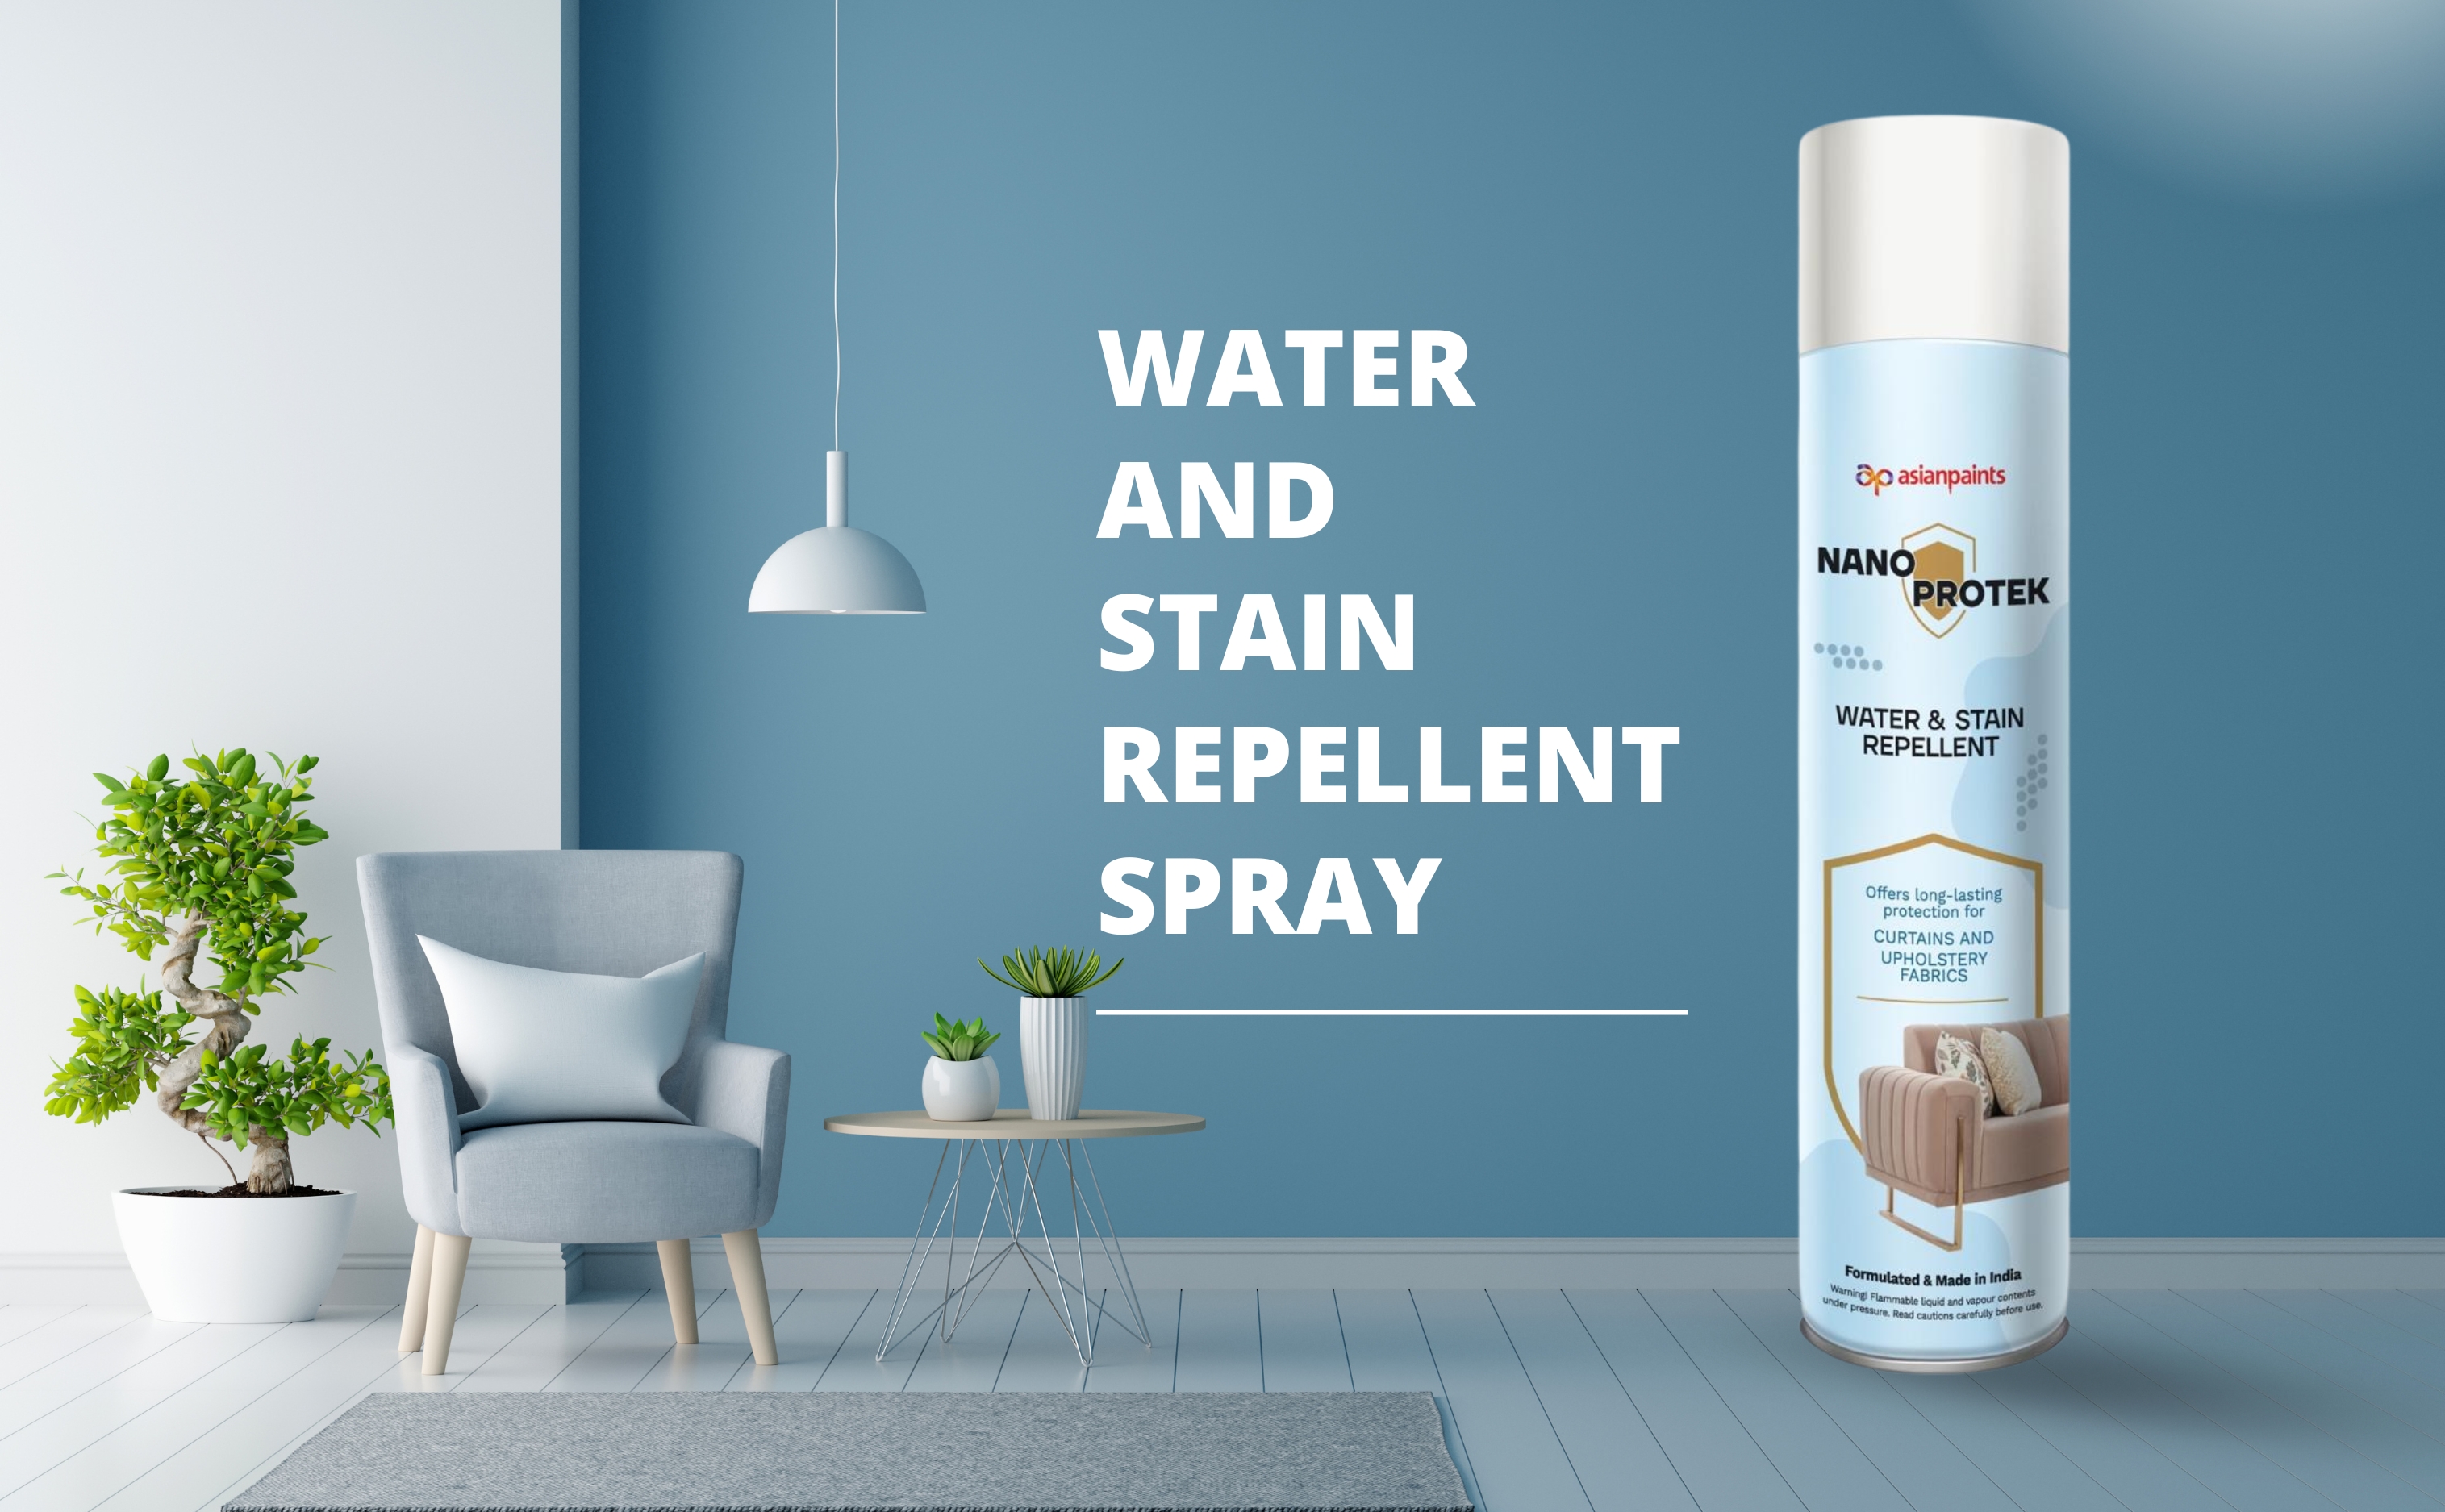 WATER
AND
STAIN
REPELLENT
SPRAY
asianpaints
NANO
PROTEK
WATER & STAIN
REPELLENT
Offers long-lasting
protection for
CURTAINS AND
UPHOLSTERY
FABRICS
Formulated & Made in India
Warning! Flammable liquid and vapour contents
under pressure. Read cautions carefully before use.